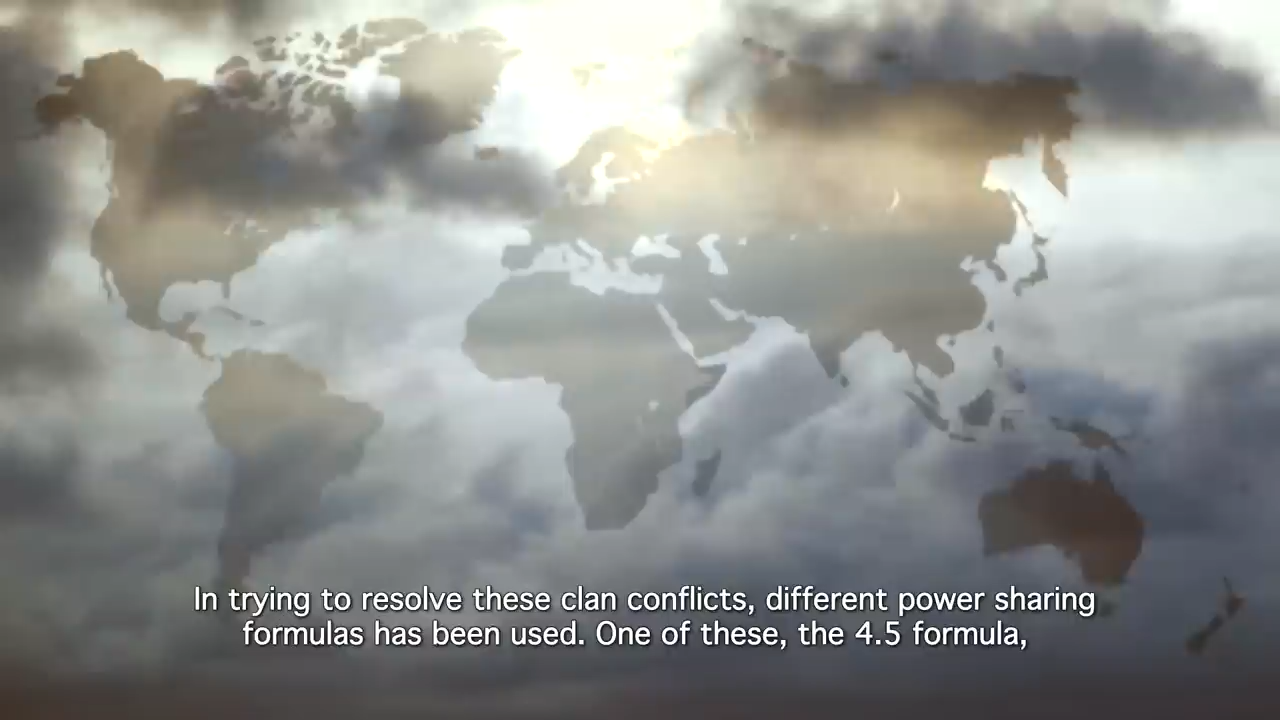 In trying to resolve these clan conflicts, different power sharing
formulas has been used. One of these, the 4.5 formula,